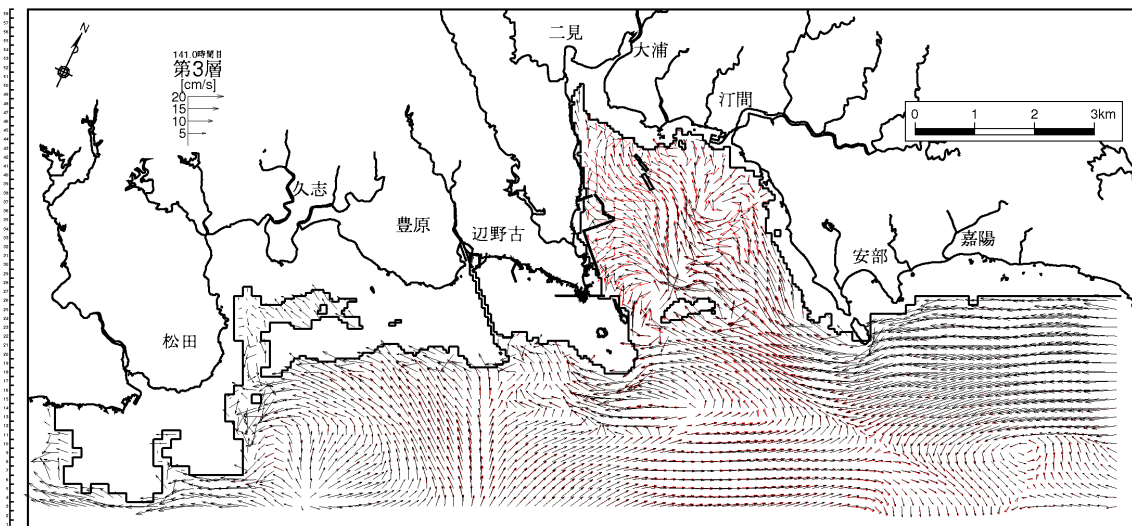 N
141.0時間目
第3層
[cm/s]
20
15
10
5
二見
大浦
汀間
0 1 2 3km
久志
豊原
辺野古
安部
嘉陽
松田